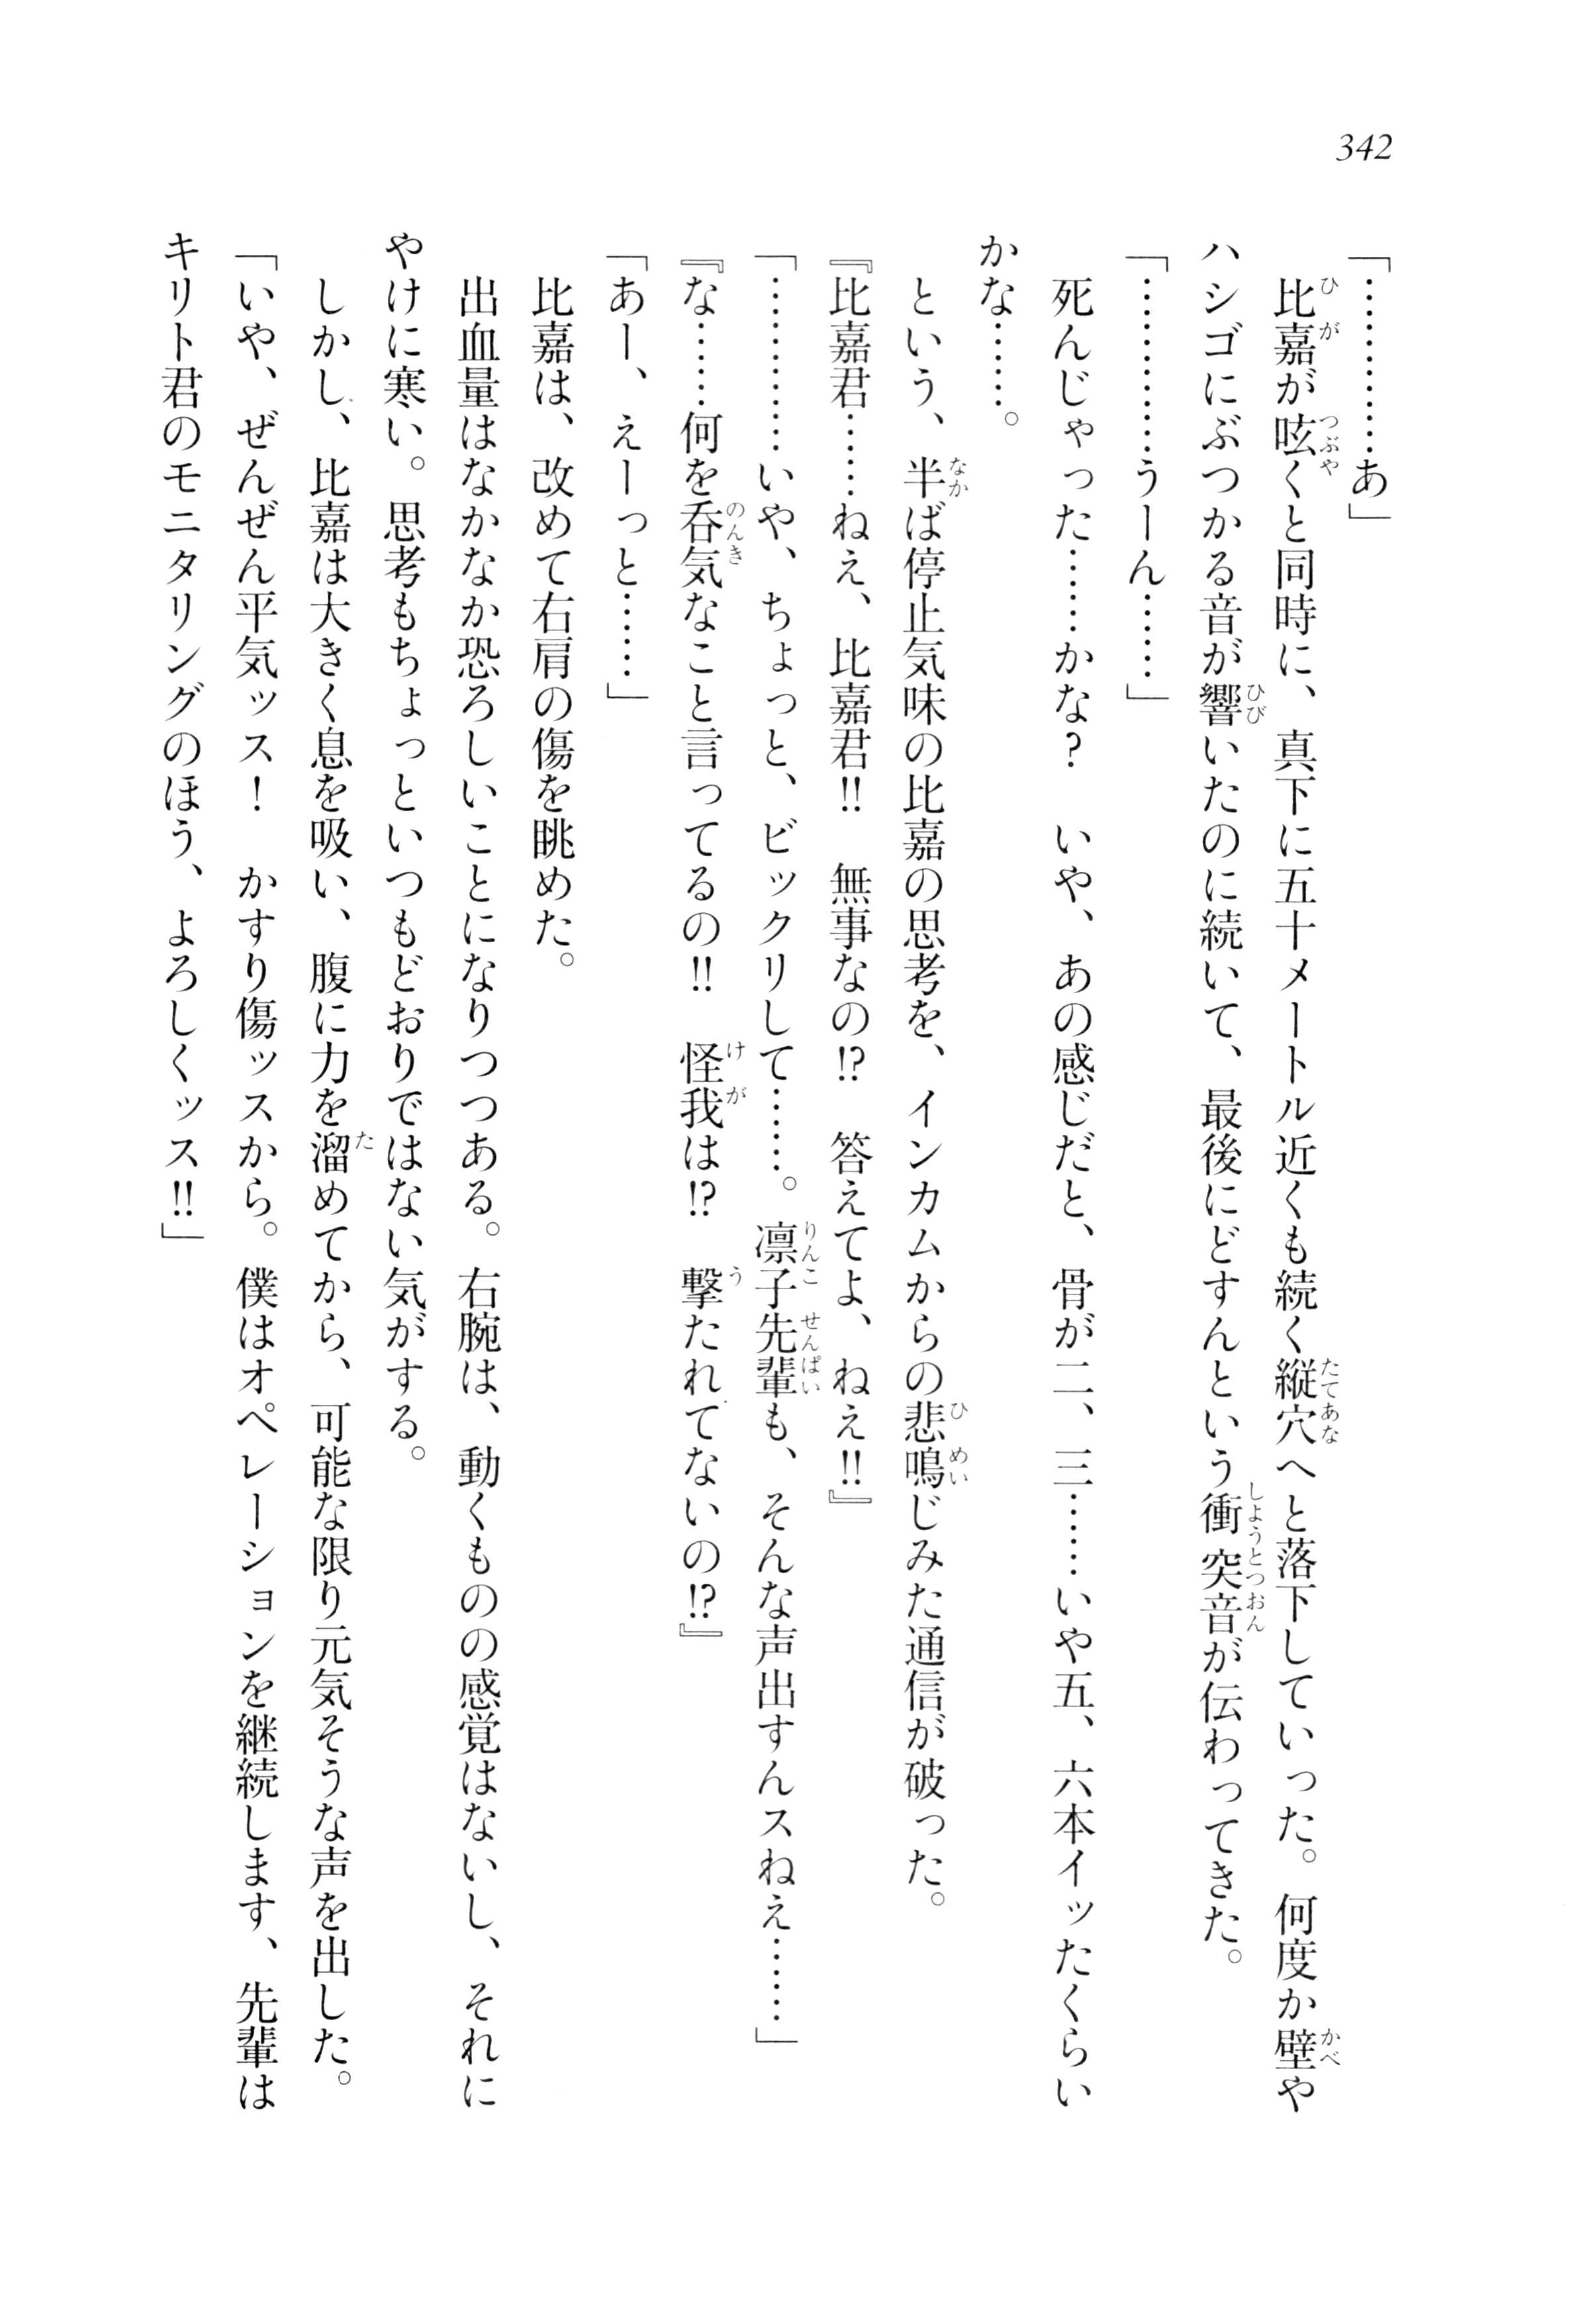 342
「…………あ」
　比嘉が呟くと同時に、真下に五十メートル近くも続く縦穴へと落下していった。何度か壁や
ハシゴにぶつかる音が響いたのに続いて、最後にどすんという衝突音が伝わってきた。
「…………うーん……」
　死んじゃった……かな？　いや、あの感じだと、骨が二、三……いや五、六本イッたくらい
かな……。
　という、半ば停止気味の比嘉の思考を、インカムからの悲鳴じみた通信が破った。
『比嘉君……ねえ、比嘉君‼　無事なの⁉　答えてよ、ねえ‼』
「…………いや、ちょっと、ビックリして……。凛子先輩も、そんな声出すんスねえ……」
『な……何を呑気なこと言ってるの‼　怪我は⁉　撃たれてないの⁉』
「あー、えーっと……」
　比嘉は、改めて右肩の傷を眺めた。
　出血量はなかなか恐ろしいことになりつつある。右腕は、動くものの感覚はないし、それに
やけに寒い。思考もちょっといつもどおりではない気がする。
　しかし、比嘉は大きく息を吸い、腹に力を溜めてから、可能な限り元気そうな声を出した。
「いや、ぜんぜん平気ッス！　かすり傷ッスから。僕はオペレーションを継続します、先輩は
キリト君のモニタリングのほう、よろしくッス‼」